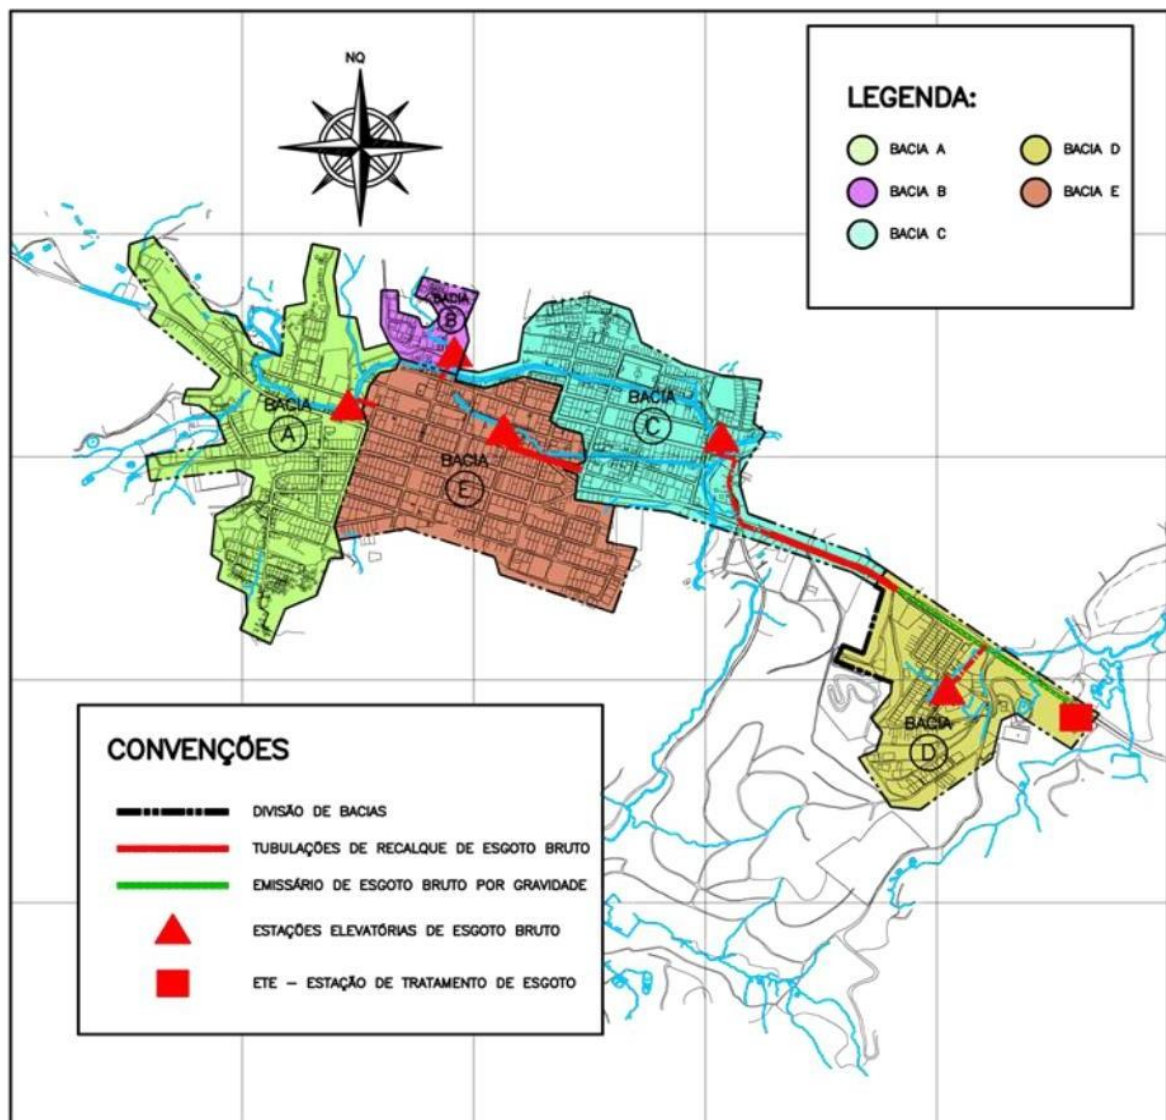 NQ
LEGENDA:
BACIA A
BACIA D
BACIA B
BACIA E
BACIA C
BACIA
B
BACIA
A
BACIA
C
BACIA
E
BACIA
D
CONVENÇÕES
DIVISÃO DE BACIAS
TUBULAÇÕES DE RECALQUE DE ESGOTO BRUTO
EMISSÁRIO DE ESGOTO BRUTO POR GRAVIDADE
ESTAÇÕES ELEVATÓRIAS DE ESGOTO BRUTO
ETE – ESTAÇÃO DE TRATAMENTO DE ESGOTO